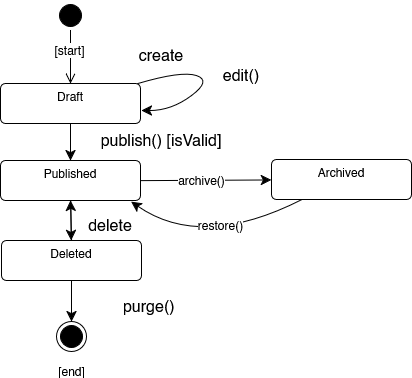 [start]
create
edit()
Draft
publish() [isValid]
Published
archive()
Archived
restore()
delete
Deleted
purge()
[end]